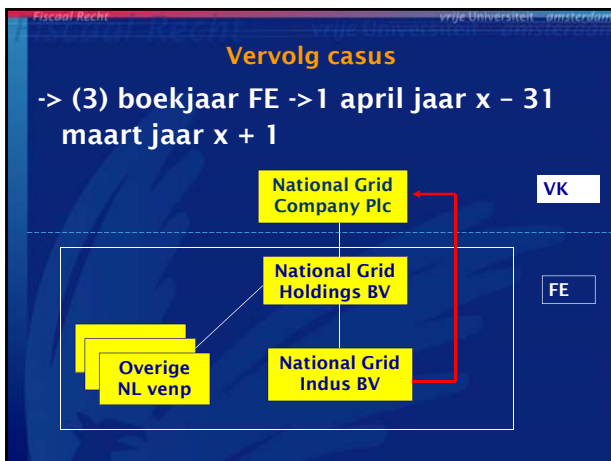 Fiscaal Recht
vrije Universiteit amsterdam
Vervolg casus
-> (3) boekjaar FE ->1 april jaar x – 31
maart jaar x + 1
National Grid
Company Plc
VK
National Grid
Holdings BV
FE
Overige
NL venp
National Grid
Indus BV